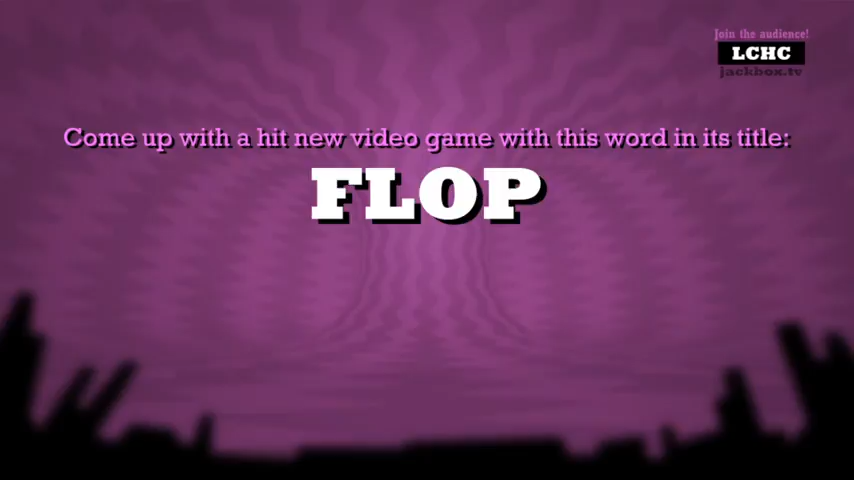 Join the audience!
LCHC
jackbox.tv
Come up with a hit new video game with this word in its title:
FLOP